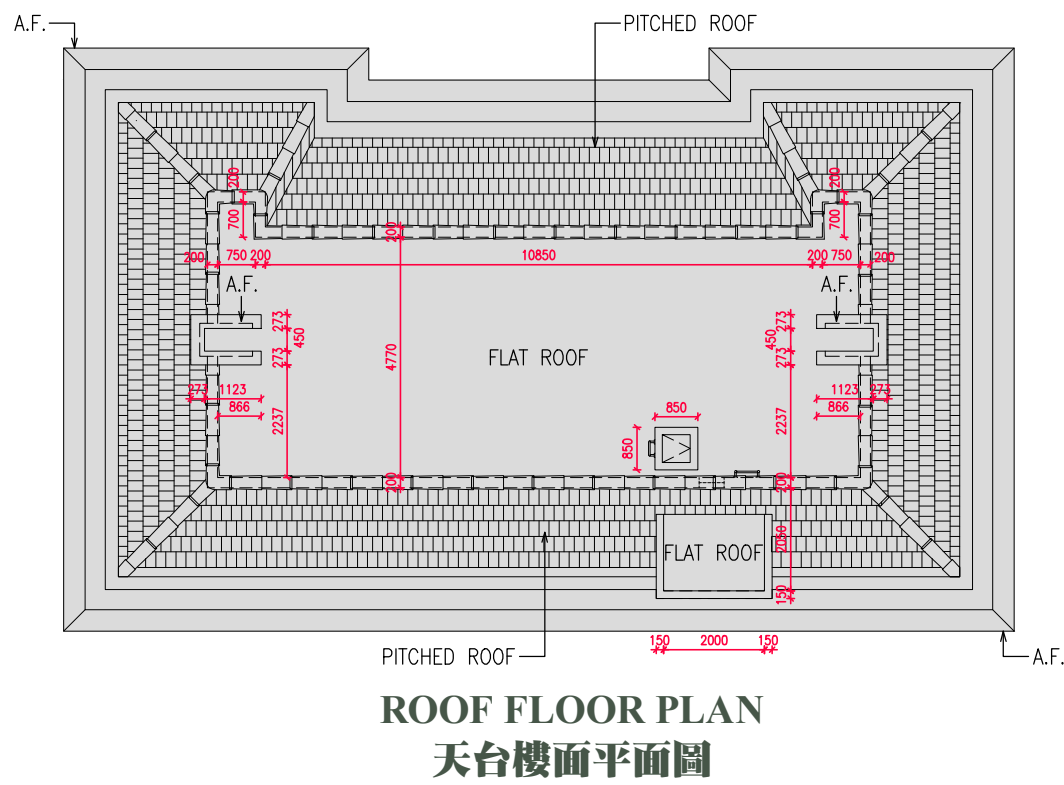 A.F.
PITCHED ROOF
200
200
700
700
200
200 750 200 10850 200 750 200
A.F.
A.F.
273
450
273
273
450
273
4770
FLAT ROOF
273 1123
866
1123 273
866
2237
2237
850
850
200
200
FLAT ROOF
2050
150
150 2000 150
PITCHED ROOF
A.F.
ROOF FLOOR PLAN
天台樓面平面圖